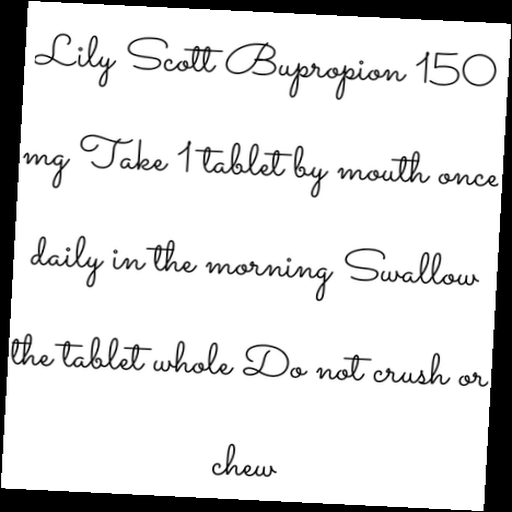 Lily Scott Bupropion 150
mg Take 1 tablet by mouth once
daily in the morning Swallow
the tablet whole Do not crush or
chew